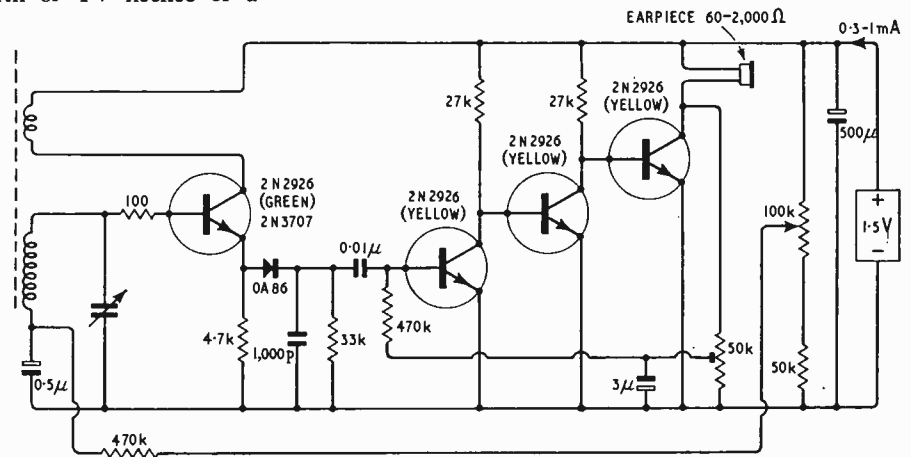 EARPIECE 60-2,000Ω
0·3-1mA
27k
27k
2N2926
(YELLOW)
500μ
2N2926
(YELLOW)
2N2926
(GREEN)
2N3707
2N2926
(YELLOW)
100
100k
+
1·5V
−
0·01μ
OA86
4·7k
1,000p
33k
470k
50k
50k
3μ
0·5μ
470k